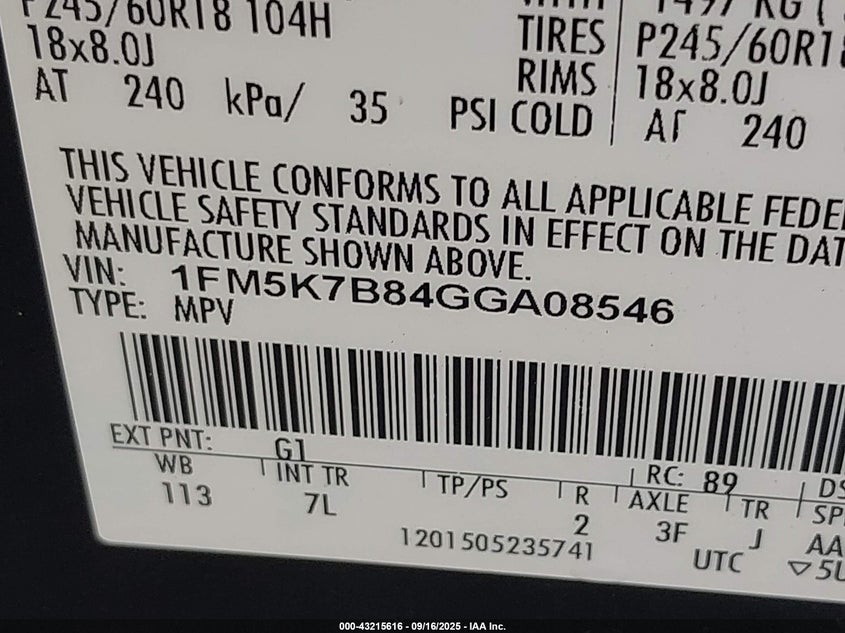 P245/60R18 104H
1497 KG (
18x8.0J
TIRES P245/60R18
RIMS 18x8.0J
AT 240 kPa/ 35 PSI COLD AT 240
THIS VEHICLE CONFORMS TO ALL APPLICABLE
VEHICLE SAFETY STANDARDS IN EFFECT ON THE
MANUFACTURE SHOWN ABOVE.
VIN: 1FM5K7B84GGA08546
TYPE: MPV
EXT PNT: G1 RC: 89
WB INT TR TP/PS R AXLE TR
113 7L 2 3F J
1201505235741 UTC
000-43215616 - 09/16/2025 - IAA Inc.